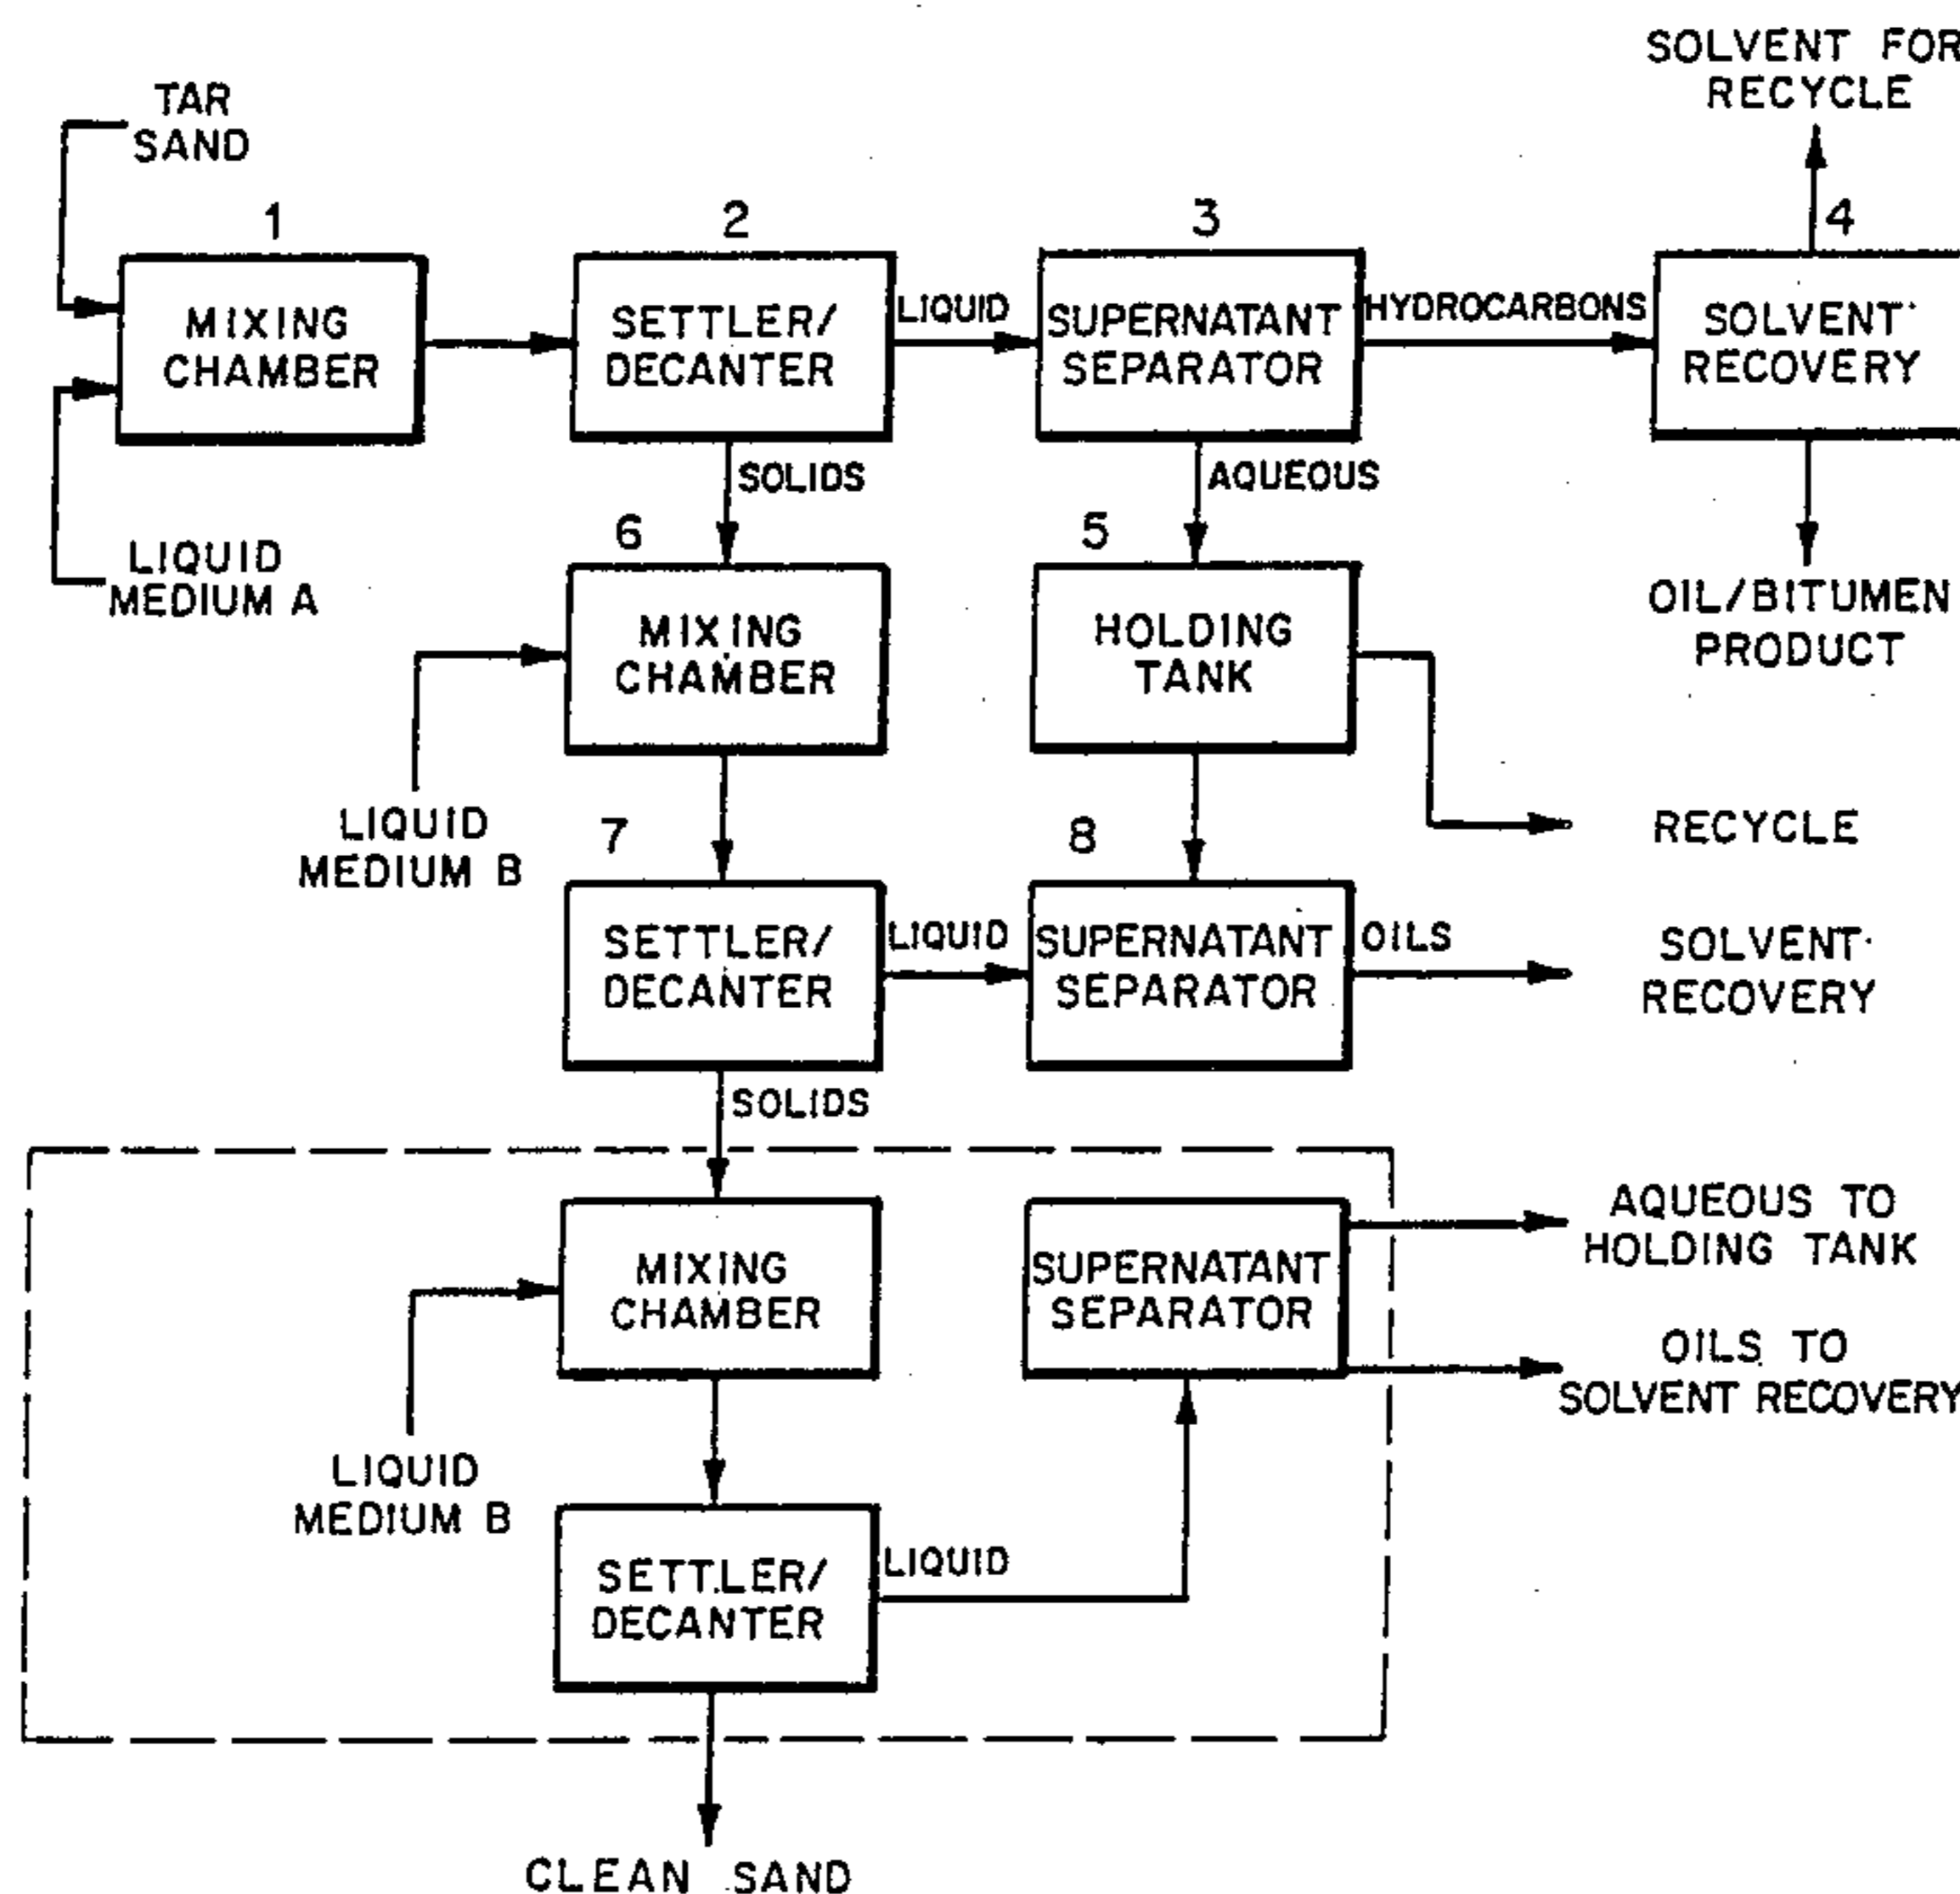 SOLVENT FOR
RECYCLE
TAR
SAND
1
2
3
4
MIXING
CHAMBER
SETTLER/
DECANTER
LIQUID
SUPERNATANT
SEPARATOR
HYDROCARBONS
SOLVENT
RECOVERY
SOLIDS
AQUEOUS
LIQUID
MEDIUM A
6
5
OIL/BITUMEN
PRODUCT
MIXING
CHAMBER
HOLDING
TANK
LIQUID
MEDIUM B
RECYCLE
7
8
SETTLER/
DECANTER
LIQUID
SUPERNATANT
SEPARATOR
OILS
SOLVENT
RECOVERY
SOLIDS
MIXING
CHAMBER
SUPERNATANT
SEPARATOR
AQUEOUS TO
HOLDING TANK
OILS TO
SOLVENT RECOVERY
LIQUID
MEDIUM B
SETTLER/
DECANTER
LIQUID
CLEAN SAND